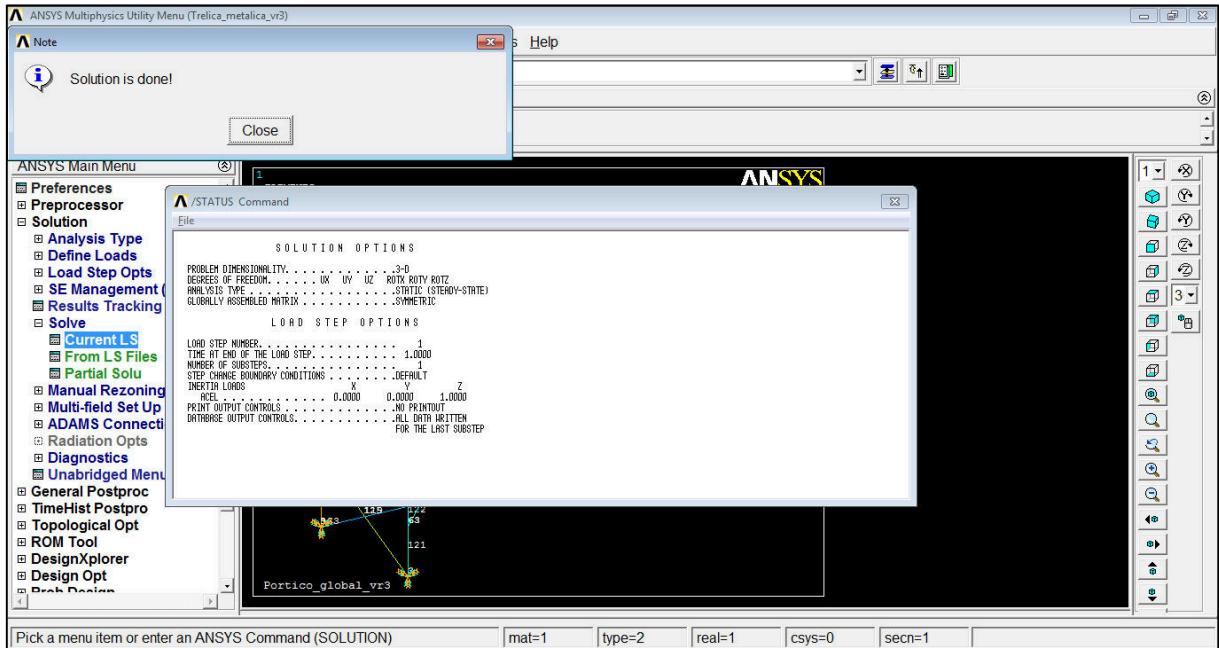 ANSYS Multiphysics Utility Menu (Trelica_metalica_vr3)
Note
s Help
Solution is done!
Close
ANSYS Main Menu
Preferences
Preprocessor
Solution
Analysis Type
Define Loads
Load Step Opts
SE Management (
Results Tracking
Solve
Current LS
From LS Files
Partial Solu
Manual Rezoning
Multi-field Set Up
ADAMS Connecti
Radiation Opts
Diagnostics
Unabridged Menu
General Postproc
TimeHist Postpro
Topological Opt
ROM Tool
DesignXplorer
Design Opt
Prob Design
1
ANSYS
/STATUS Command
File
SOLUTION OPTIONS
PROBLEM DIMENSIONALITY. . . . . . . . . . . . .3-D
DEGREES OF FREEDOM. . . . . . UX UY UZ ROTX ROTY ROTZ
ANALYSIS TYPE . . . . . . . . . . . . . . . . .STATIC (STEADY-STATE)
GLOBALLY ASSEMBLED MATRIX . . . . . . . . . . .SYMMETRIC
LOAD STEP OPTIONS
LOAD STEP NUMBER. . . . . . . . . . . . . . . . 1
TIME AT END OF THE LOAD STEP. . . . . . . . . . 1.0000
NUMBER OF SUBSTEPS. . . . . . . . . . . . . . . 1
STEP CHANGE BOUNDARY CONDITIONS . . . . . . . .DEFAULT
INERTIA LOADS X Y Z
ACEL . . . . . . . . . . . . 0.0000 0.0000 1.0000
PRINT OUTPUT CONTROLS . . . . . . . . . . . . .NO PRINTOUT
DATABASE OUTPUT CONTROLS. . . . . . . . . . . .ALL DATA WRITTEN
FOR THE LAST SUBSTEP
129
122
63
121
Portico_global_vr3
1
3
Pick a menu item or enter an ANSYS Command (SOLUTION)
mat=1
type=2
real=1
csys=0
secn=1